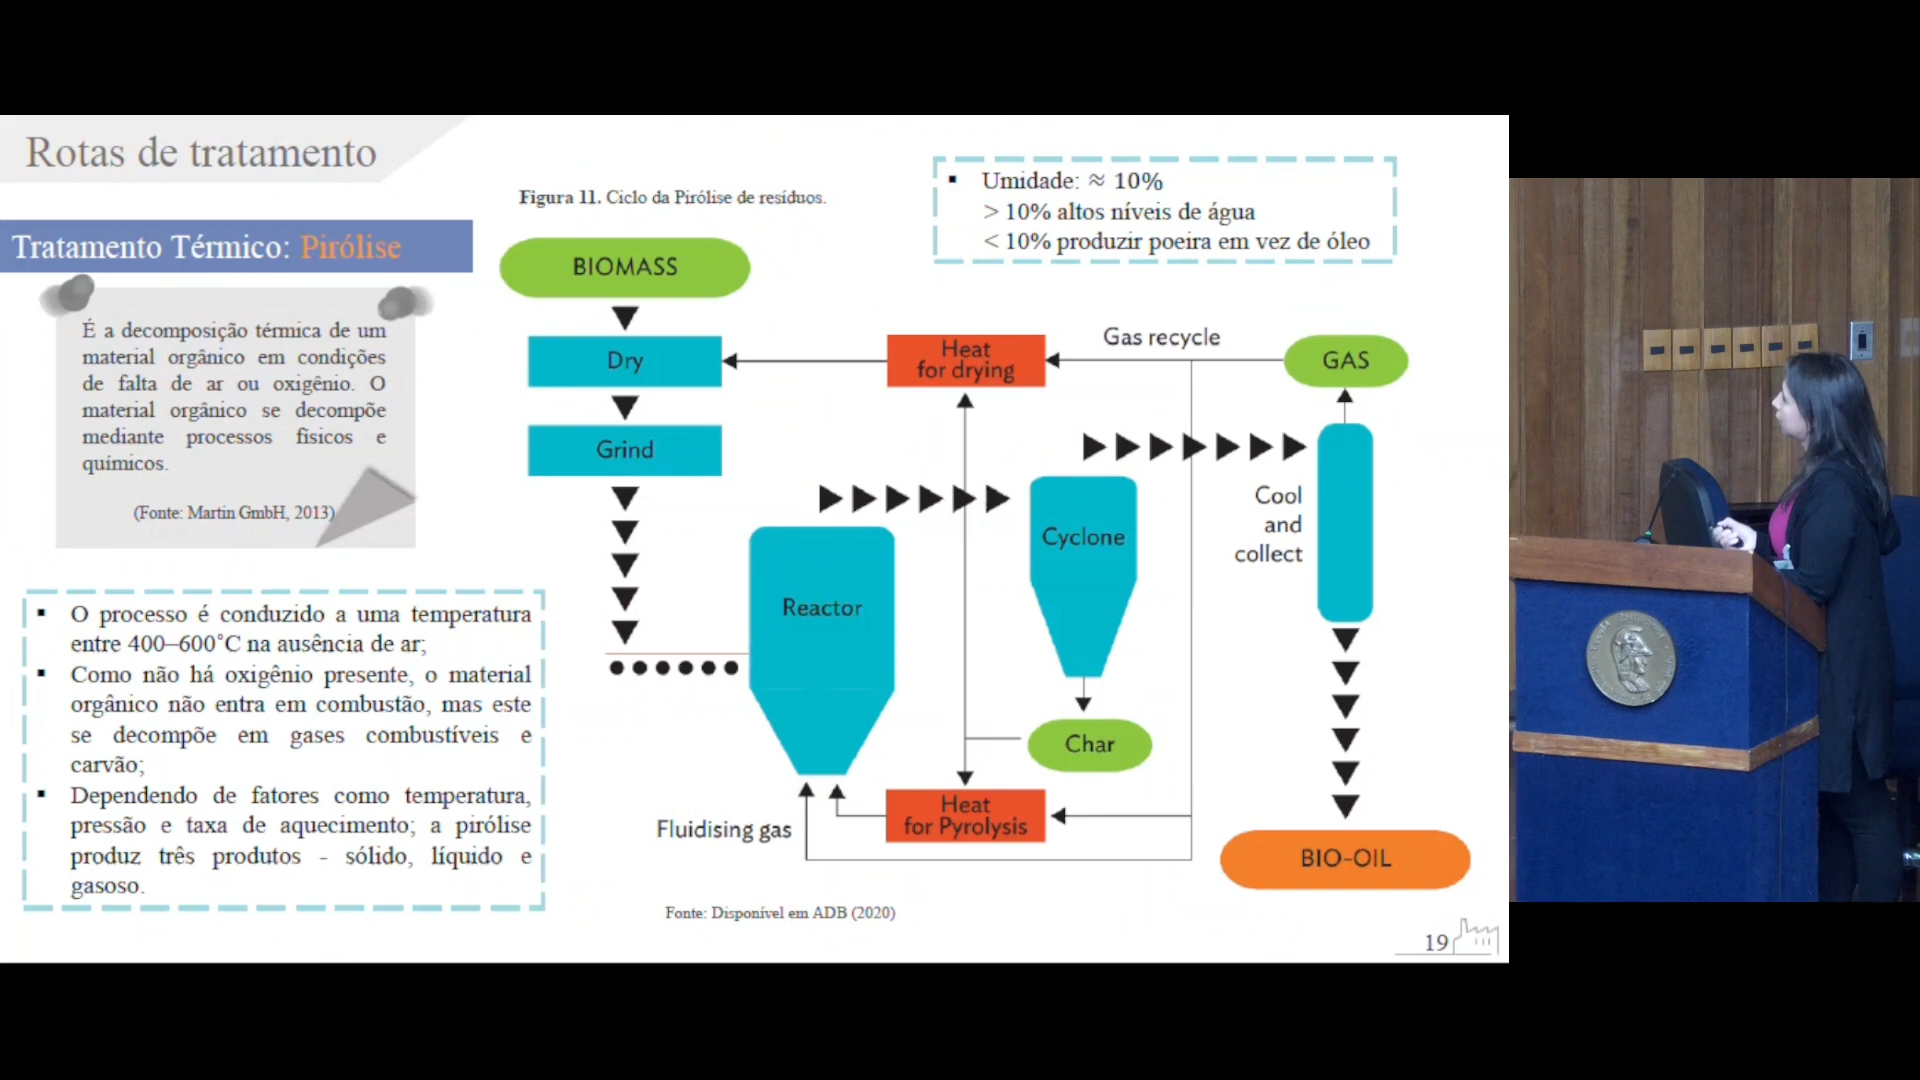 Rotas de tratamento
Tratamento Térmico: Pirólise
É a decomposição térmica de um
material orgânico em condições
de falta de ar ou oxigênio. O
material orgânico se decompõe
mediante processos físicos e
químicos.
(Fonte: Martin GmbH, 2013)
▪ O processo é conduzido a uma temperatura
entre 400–600˚C na ausência de ar;
▪ Como não há oxigênio presente, o material
orgânico não entra em combustão, mas este
se decompõe em gases combustíveis e
carvão;
▪ Dependendo de fatores como temperatura,
pressão e taxa de aquecimento; a pirólise
produz três produtos - sólido, líquido e
gasoso.
Figura 11. Ciclo da Pirólise de resíduos.
▪ Umidade: ≈ 10%
> 10% altos níveis de água
< 10% produzir poeira em vez de óleo
BIOMASS
Dry
Grind
Heat
for drying
Gas recycle
GAS
Reactor
Cyclone
Cool
and
collect
Char
Heat
for Pyrolysis
Fluidising gas
BIO-OIL
Fonte: Disponível em ADB (2020)
19